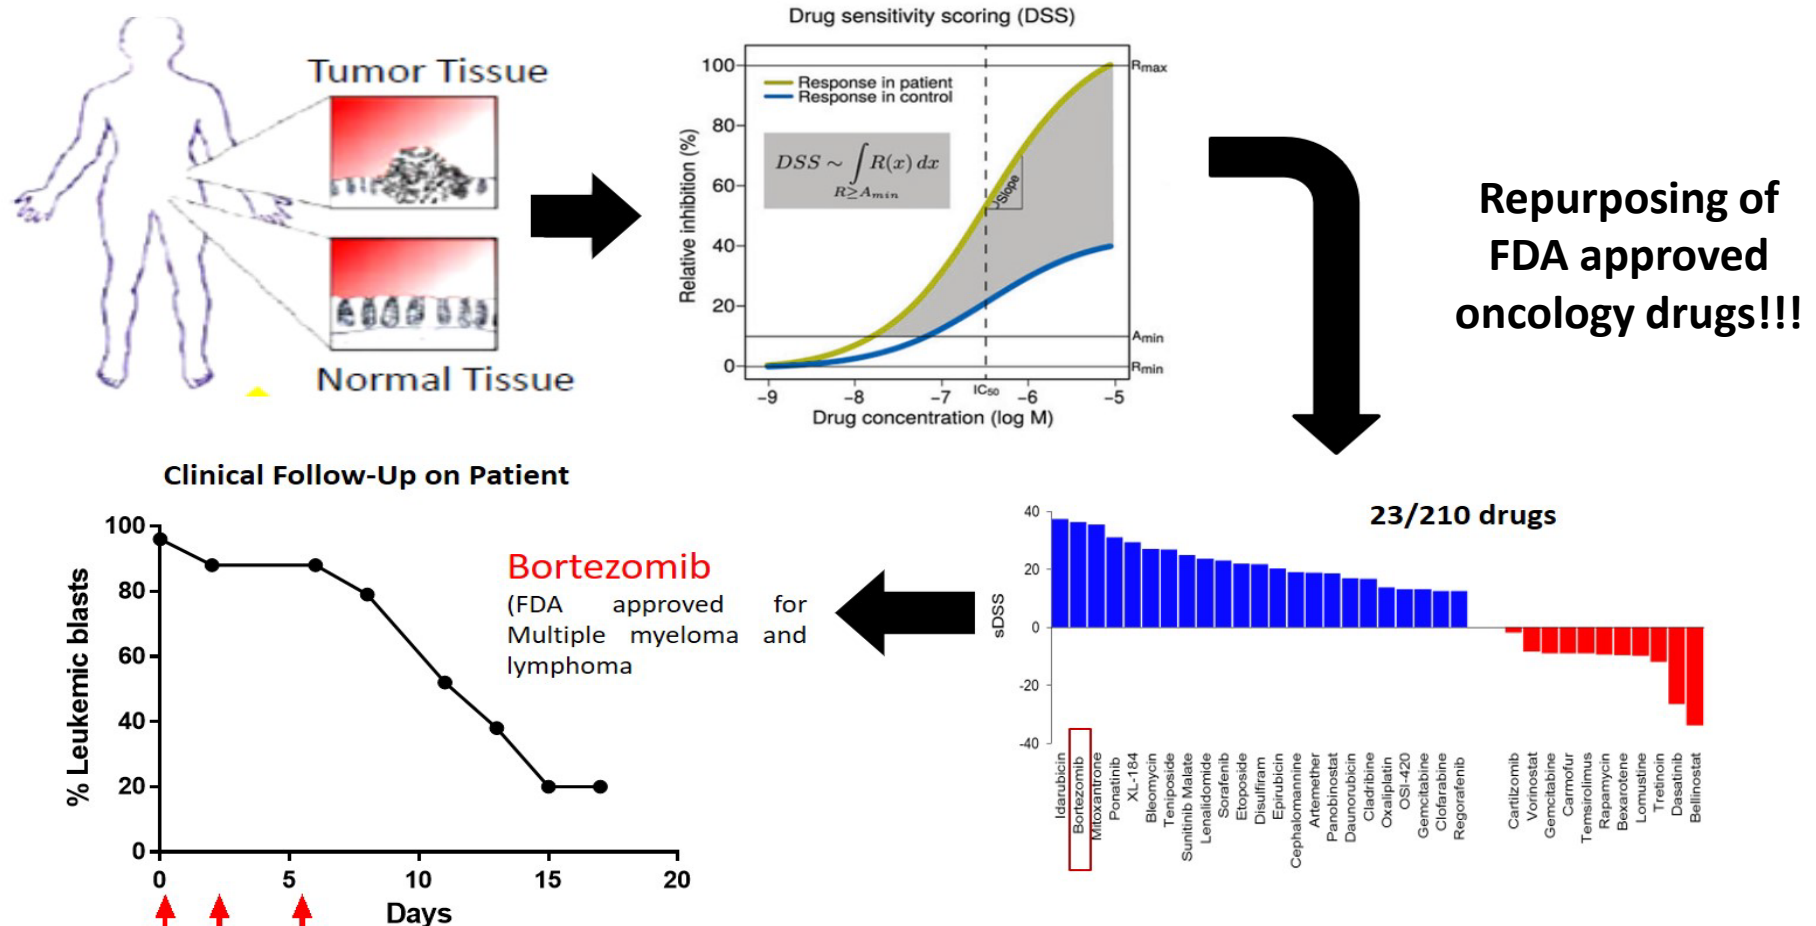 Tumor Tissue
Normal Tissue
Drug sensitivity scoring (DSS)
Response in patient
Response in control
DSS ~ ∫ R(x) dx
R≥Amin
Slope
Relative inhibition (%)
100
80
60
40
20
0
Rmax
Amin
Rmin
-9
-8
-7
IC50
-6
-5
Drug concentration (log M)
Repurposing of
FDA approved
oncology drugs!!!
Clinical Follow-Up on Patient
% Leukemic blasts
100
80
60
40
20
0
0
5
10
15
20
Days
Bortezomib
(FDA approved for
Multiple myeloma and
lymphoma
23/210 drugs
sDSS
40
20
0
-20
-40
Idarubicin
Bortezomib
Mitoxantrone
Ponatinib
XL-184
Bleomycin
Teniposide
Sunitinib Malate
Lenalidomide
Sorafenib
Etoposide
Disulfiram
Epirubicin
Cephalomannine
Artemether
Panobinostat
Daunorubicin
Cladribine
Oxaliplatin
OSI-420
Gemcitabine
Clofarabine
Regorafenib
Carfilzomib
Vorinostat
Gemcitabine
Carmofur
Temsirolimus
Rapamycin
Bexarotene
Lomustine
Tretinoin
Dasatinib
Bellinostat